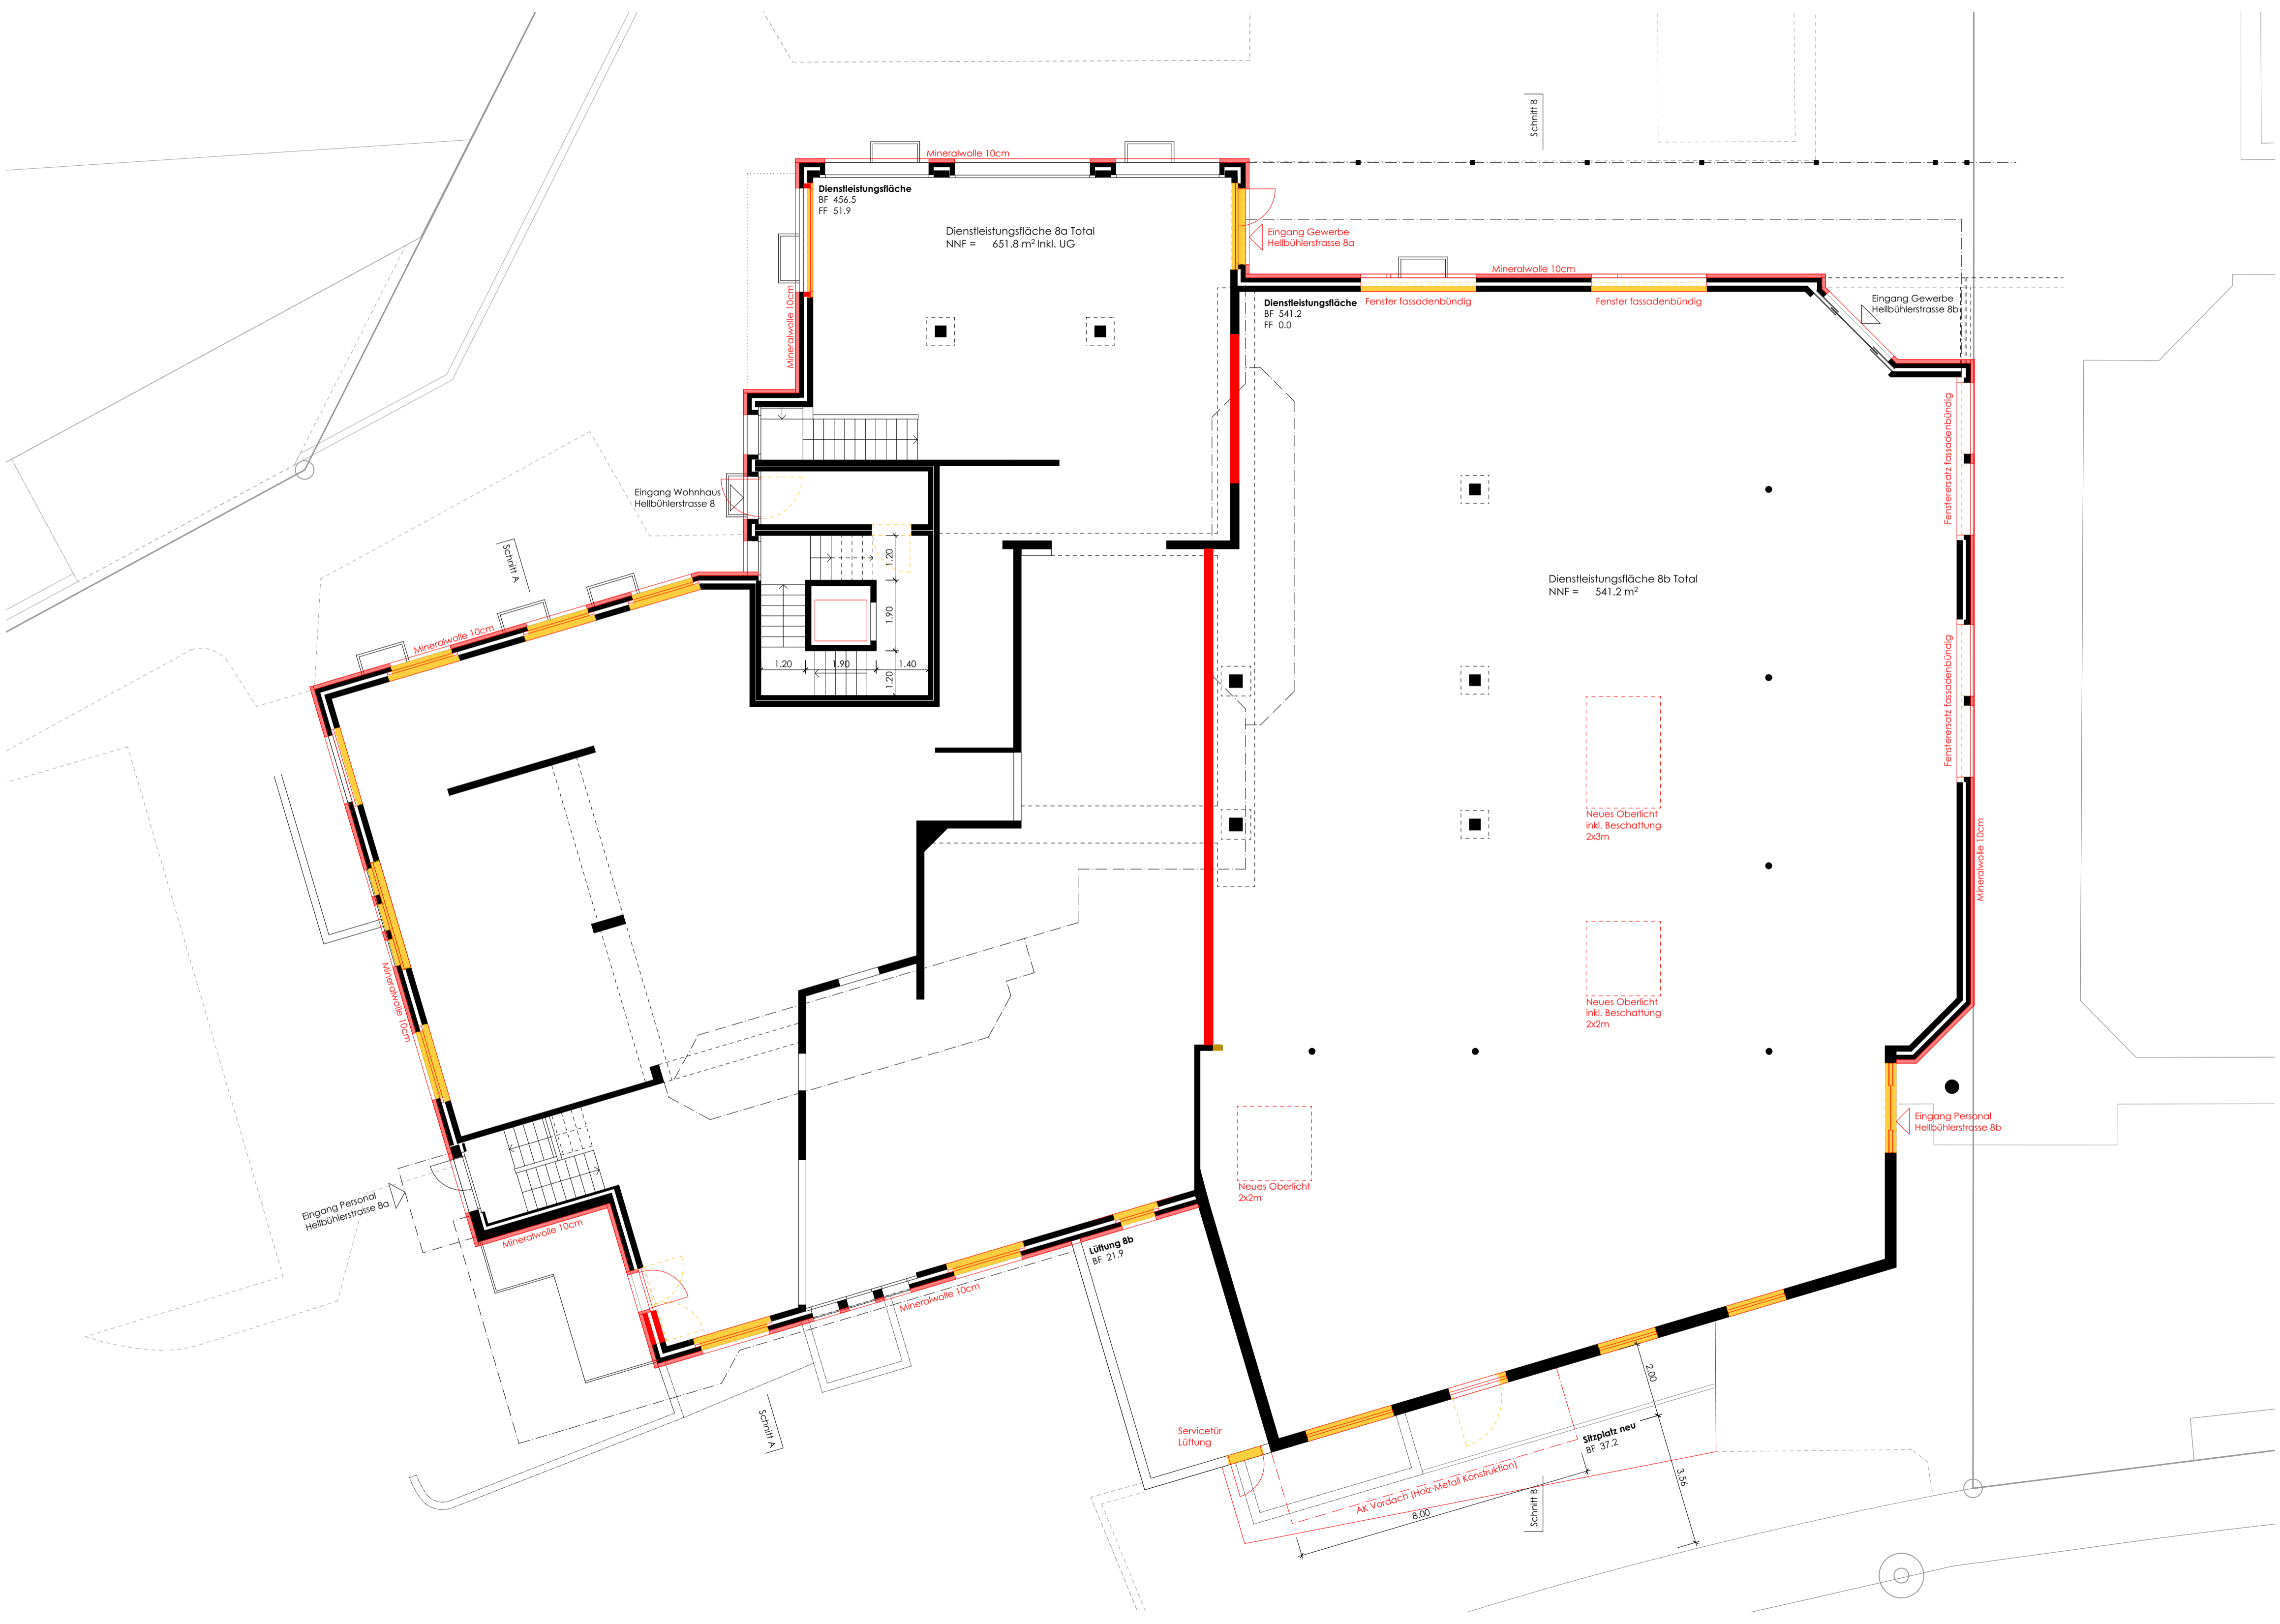 Schnitt B
Mineralwolle 10cm
Dienstleistungsfläche
BF 456.5
FF 51.9
Dienstleistungsfläche 8a Total
NNF = 651.8 m² Inkl. UG
Eingang Gewerbe
Hellbühlerstrasse 8a
Mineralwolle 10cm
Mineralwolle 10cm
Dienstleistungsfläche
BF 541.2
FF 0.0
Fenster fassadenbündig
Fenster fassadenbündig
Eingang Gewerbe
Hellbühlerstrasse 8b
Fensterersatz fassadenbündig
Eingang Wohnhaus
Hellbühlerstrasse 8
Schnitt A
1.20
1.90
1.20
1.20
1.90
1.40
Dienstleistungsfläche 8b Total
NNF = 541.2 m²
Mineralwolle 10cm
Fensterersatz fassadenbündig
Neues Oberlicht
inkl. Beschattung
2x3m
Mineralwolle 10cm
Mineralwolle 10cm
Neues Oberlicht
inkl. Beschattung
2x2m
Eingang Personal
Hellbühlerstrasse 8b
Neues Oberlicht
2x2m
Eingang Personal
Hellbühlerstrasse 8a
Mineralwolle 10cm
Lüftung 8b
BF 21.9
Mineralwolle 10cm
Schnitt A
Servicetür
Lüftung
2.00
Sitzplatz neu
BF 37.2
3.56
AK Vordach (Holz-Metall Konstruktion)
8.00
Schnitt B